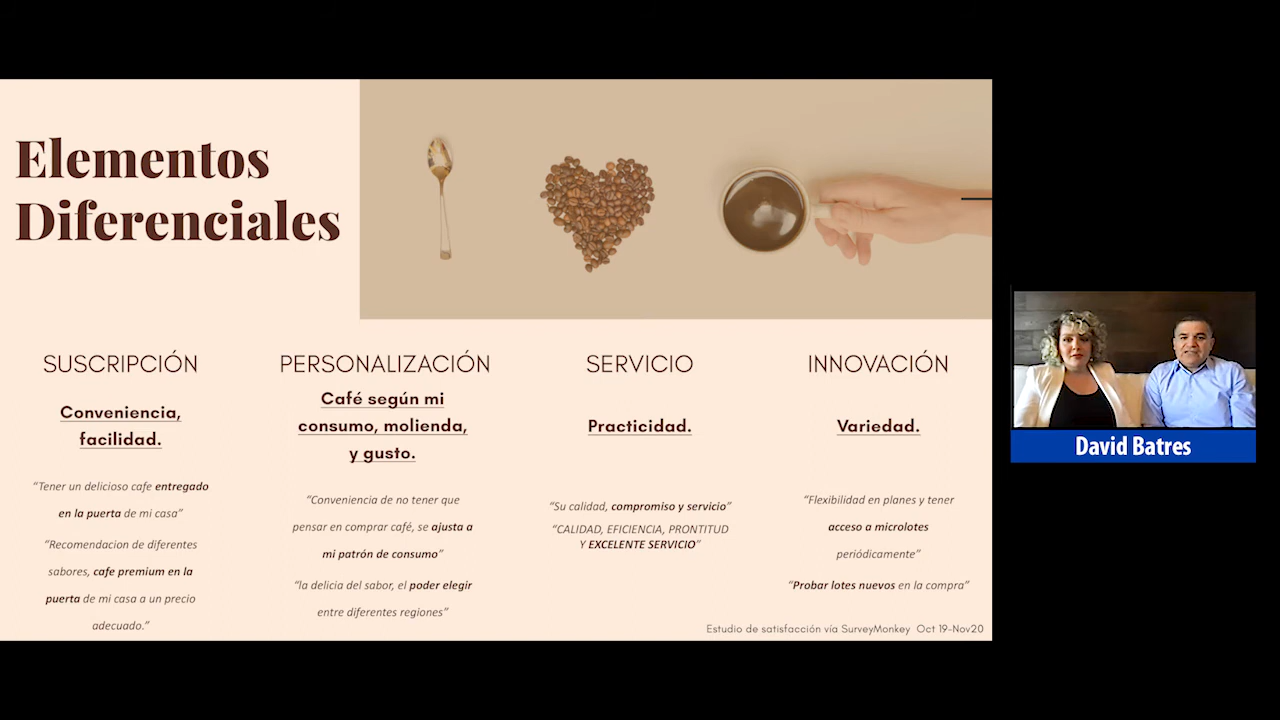 Elementos
Diferenciales
SUSCRIPCIÓN
Conveniencia,
facilidad.
“Tener un delicioso cafe entregado
en la puerta de mi casa”
“Recomendacion de diferentes
sabores, cafe premium en la
puerta de mi casa a un precio
adecuado.”
PERSONALIZACIÓN
Café según mi
consumo, molienda,
y gusto.
“Conveniencia de no tener que
pensar en comprar café, se ajusta a
mi patrón de consumo”
“la delicia del sabor, el poder elegir
entre diferentes regiones”
SERVICIO
Practicidad.
“Su calidad, compromiso y servicio”
“CALIDAD, EFICIENCIA, PRONTITUD
Y EXCELENTE SERVICIO”
INNOVACIÓN
Variedad.
“Flexibilidad en planes y tener
acceso a microlotes
periódicamente”
“Probar lotes nuevos en la compra”
Estudio de satisfacción vía SurveyMonkey Oct 19-Nov20
David Batres